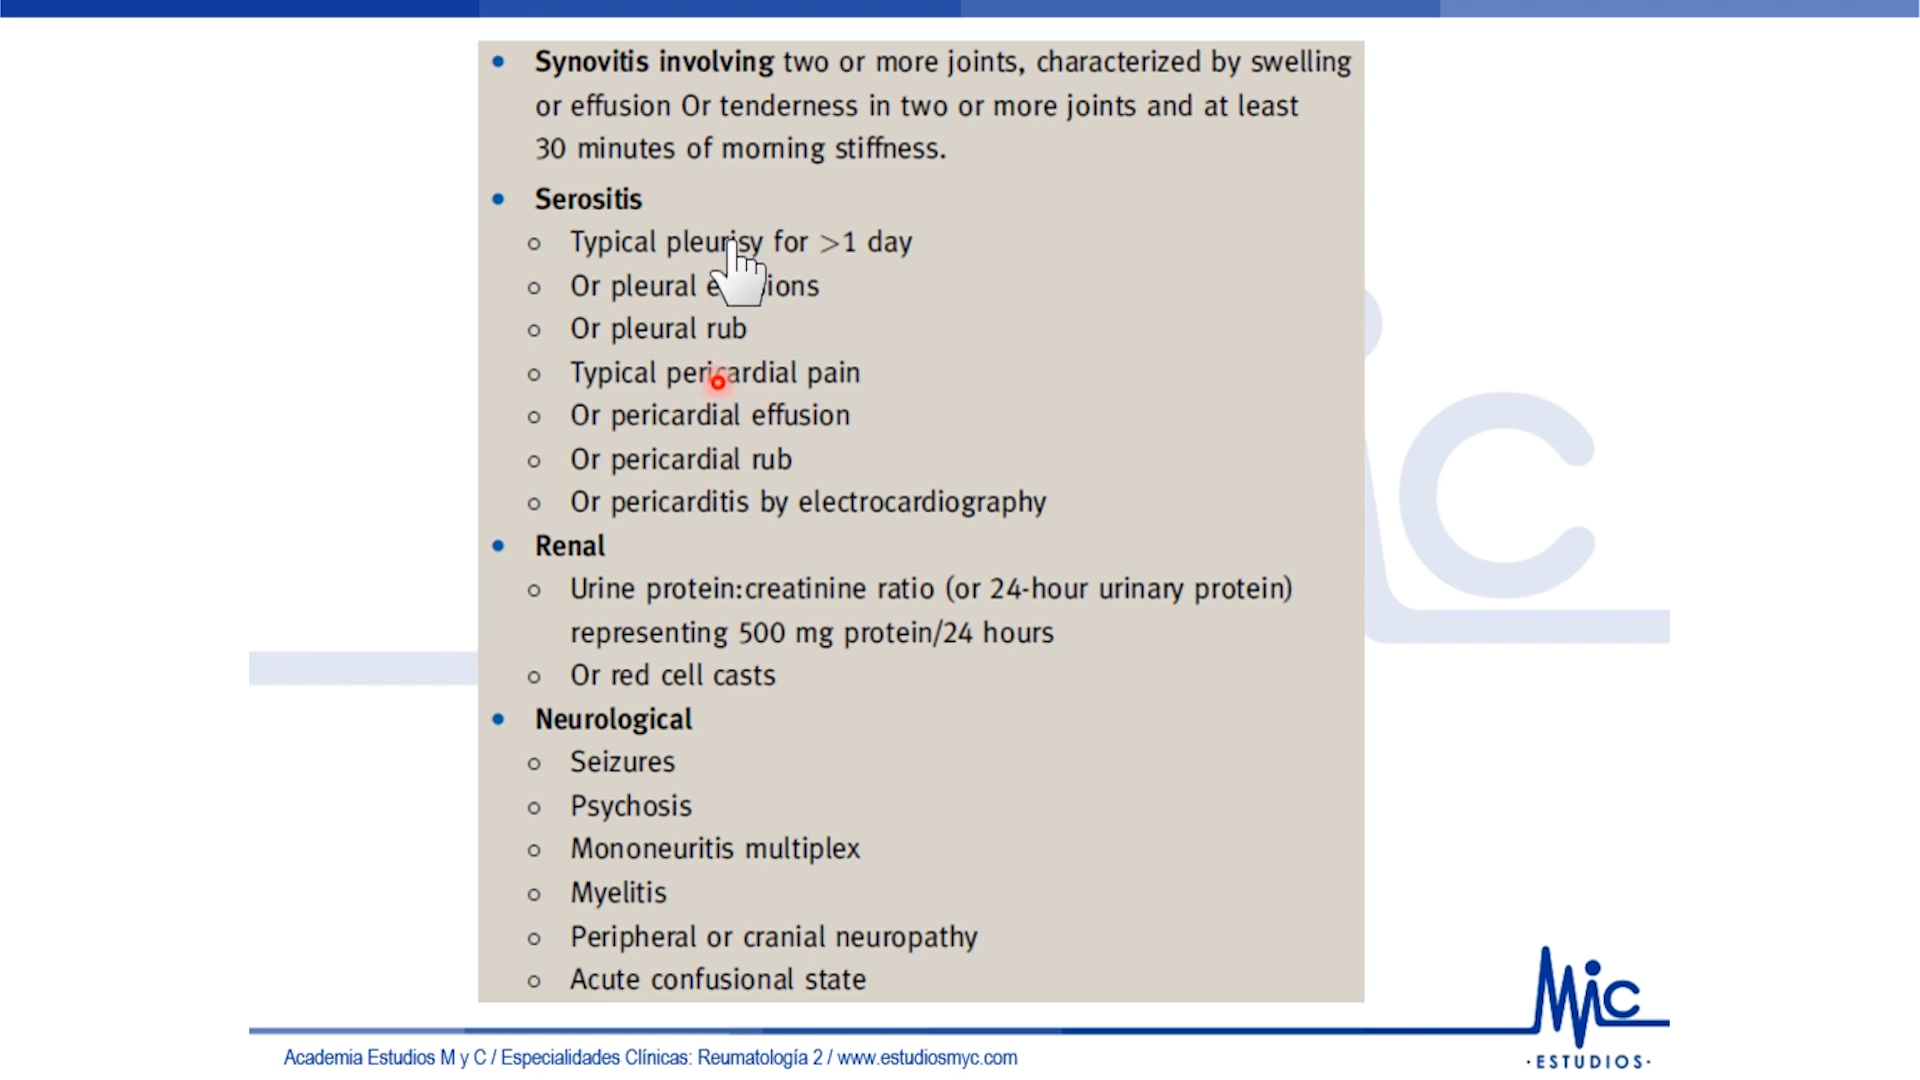 • Synovitis involving two or more joints, characterized by swelling
or effusion Or tenderness in two or more joints and at least
30 minutes of morning stiffness.
• Serositis
○ Typical pleurisy for >1 day
○ Or pleural
○ Or pleural rub
○ Typical pericardial pain
○ Or pericardial effusion
○ Or pericardial rub
○ Or pericarditis by electrocardiography
• Renal
○ Urine protein:creatinine ratio (or 24-hour urinary protein)
representing 500 mg protein/24 hours
○ Or red cell casts
• Neurological
○ Seizures
○ Psychosis
○ Mononeuritis multiplex
○ Myelitis
○ Peripheral or cranial neuropathy
○ Acute confusional state
Academia Estudios M y C / Especialidades Clínicas: Reumatología 2 / www.estudiosmyc.com
MyC
·ESTUDIOS·